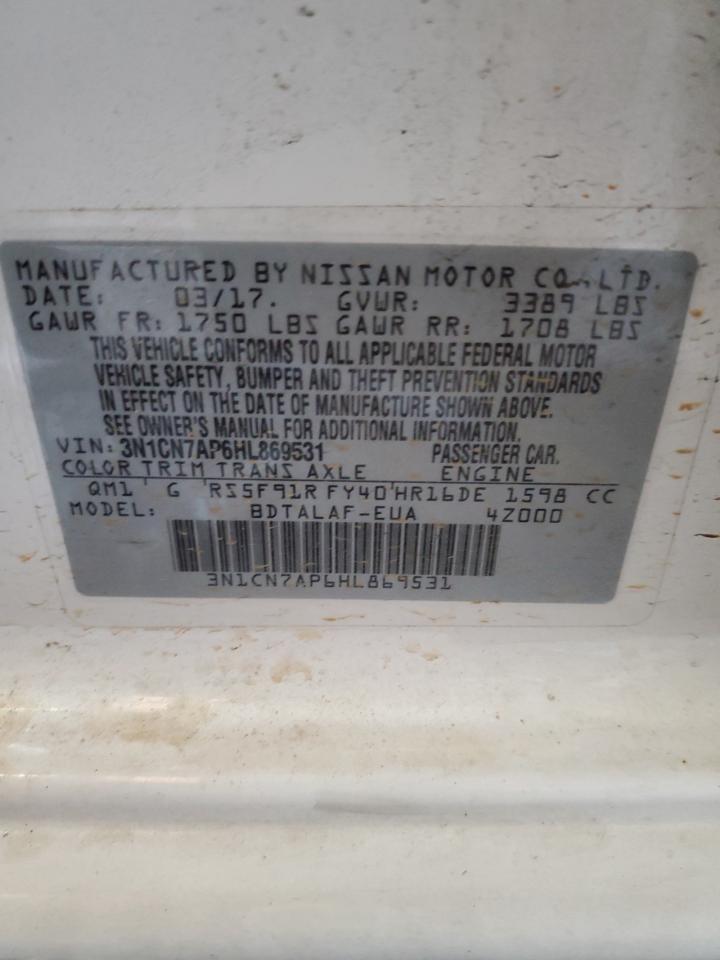 MANUFACTURED BY NISSAN MOTOR CO., LTD.
DATE: 03/17. GVWR: 3389 LBS
GAWR FR: 1750 LBS GAWR RR: 1708 LBS
THIS VEHICLE CONFORMS TO ALL APPLICABLE FEDERAL MOTOR
VEHICLE SAFETY, BUMPER AND THEFT PREVENTION STANDARDS
IN EFFECT ON THE DATE OF MANUFACTURE SHOWN ABOVE.
SEE OWNER'S MANUAL FOR ADDITIONAL INFORMATION.
VIN: 3N1CN7AP6HL869531 PASSENGER CAR.
COLOR TRIM TRANS AXLE ENGINE
QM1 G RS5F91R FY40 HR16DE 1598 CC
MODEL: BDTALAF-EUA 4Z000
3N1CN7AP6HL869531